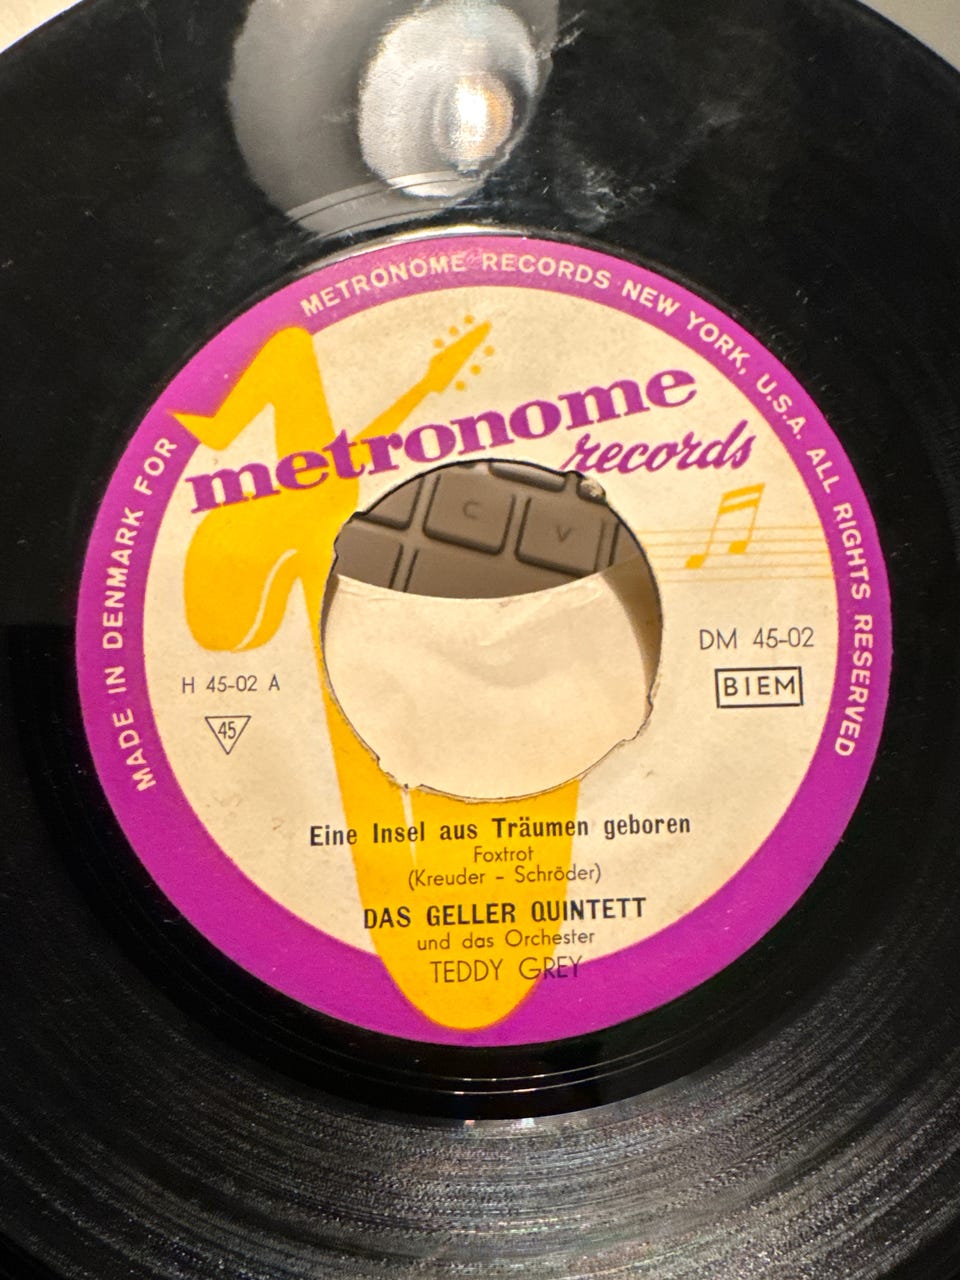 METRONOME RECORDS NEW YORK, U.S.A. ALL RIGHTS RESERVED
MADE IN DENMARK FOR
metronome
records
C
V
DM 45-02
BIEM
H 45-02 A
45
Eine Insel aus Träumen geboren
Foxtrot
(Kreuder - Schröder)
DAS GELLER QUINTETT
und das Orchester
TEDDY GREY